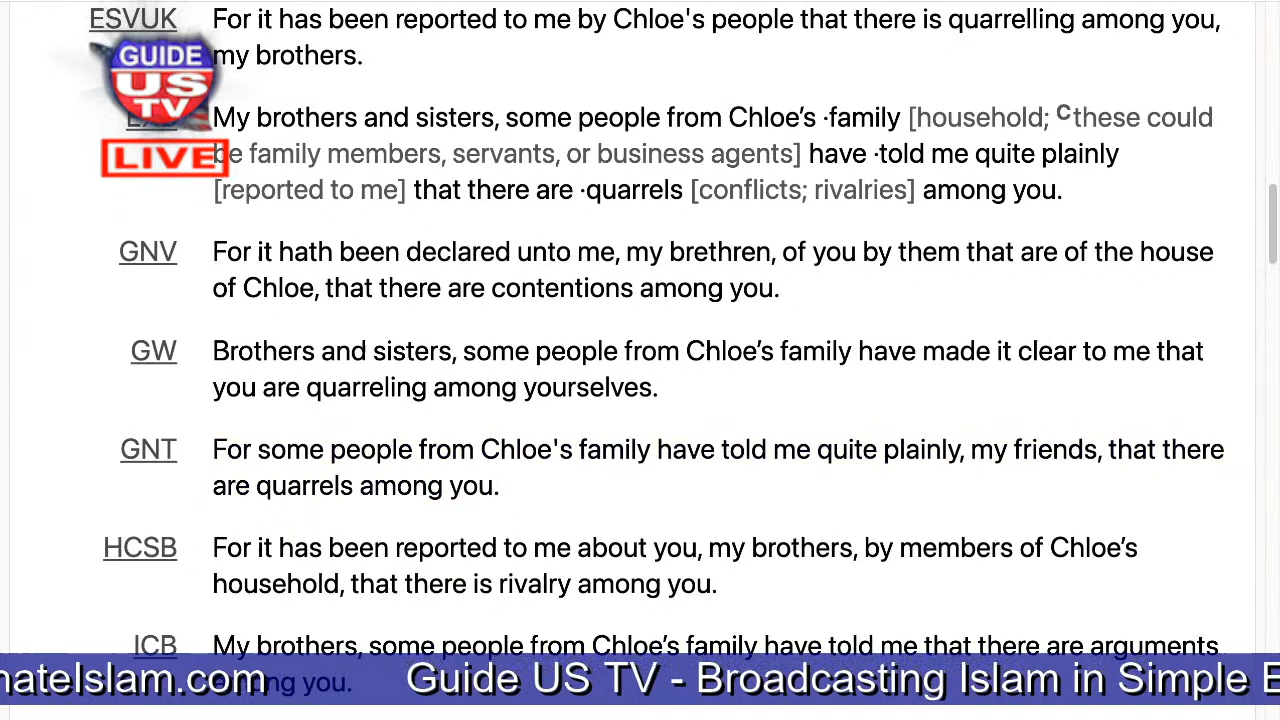 ESVUK For it has been reported to me by Chloe's people that there is quarrelling among you,
my brothers.
GUIDE
US
TV
LIVE
My brothers and sisters, some people from Chloe’s ·family [household; Cthese could
be family members, servants, or business agents] have ·told me quite plainly
[reported to me] that there are ·quarrels [conflicts; rivalries] among you.
GNV For it hath been declared unto me, my brethren, of you by them that are of the house
of Chloe, that there are contentions among you.
GW Brothers and sisters, some people from Chloe’s family have made it clear to me that
you are quarreling among yourselves.
GNT For some people from Chloe's family have told me quite plainly, my friends, that there
are quarrels among you.
HCSB For it has been reported to me about you, my brothers, by members of Chloe’s
household, that there is rivalry among you.
ICB My brothers, some people from Chloe’s family have told me that there are arguments
among you.
nateIslam.com Guide US TV - Broadcasting Islam in Simple E